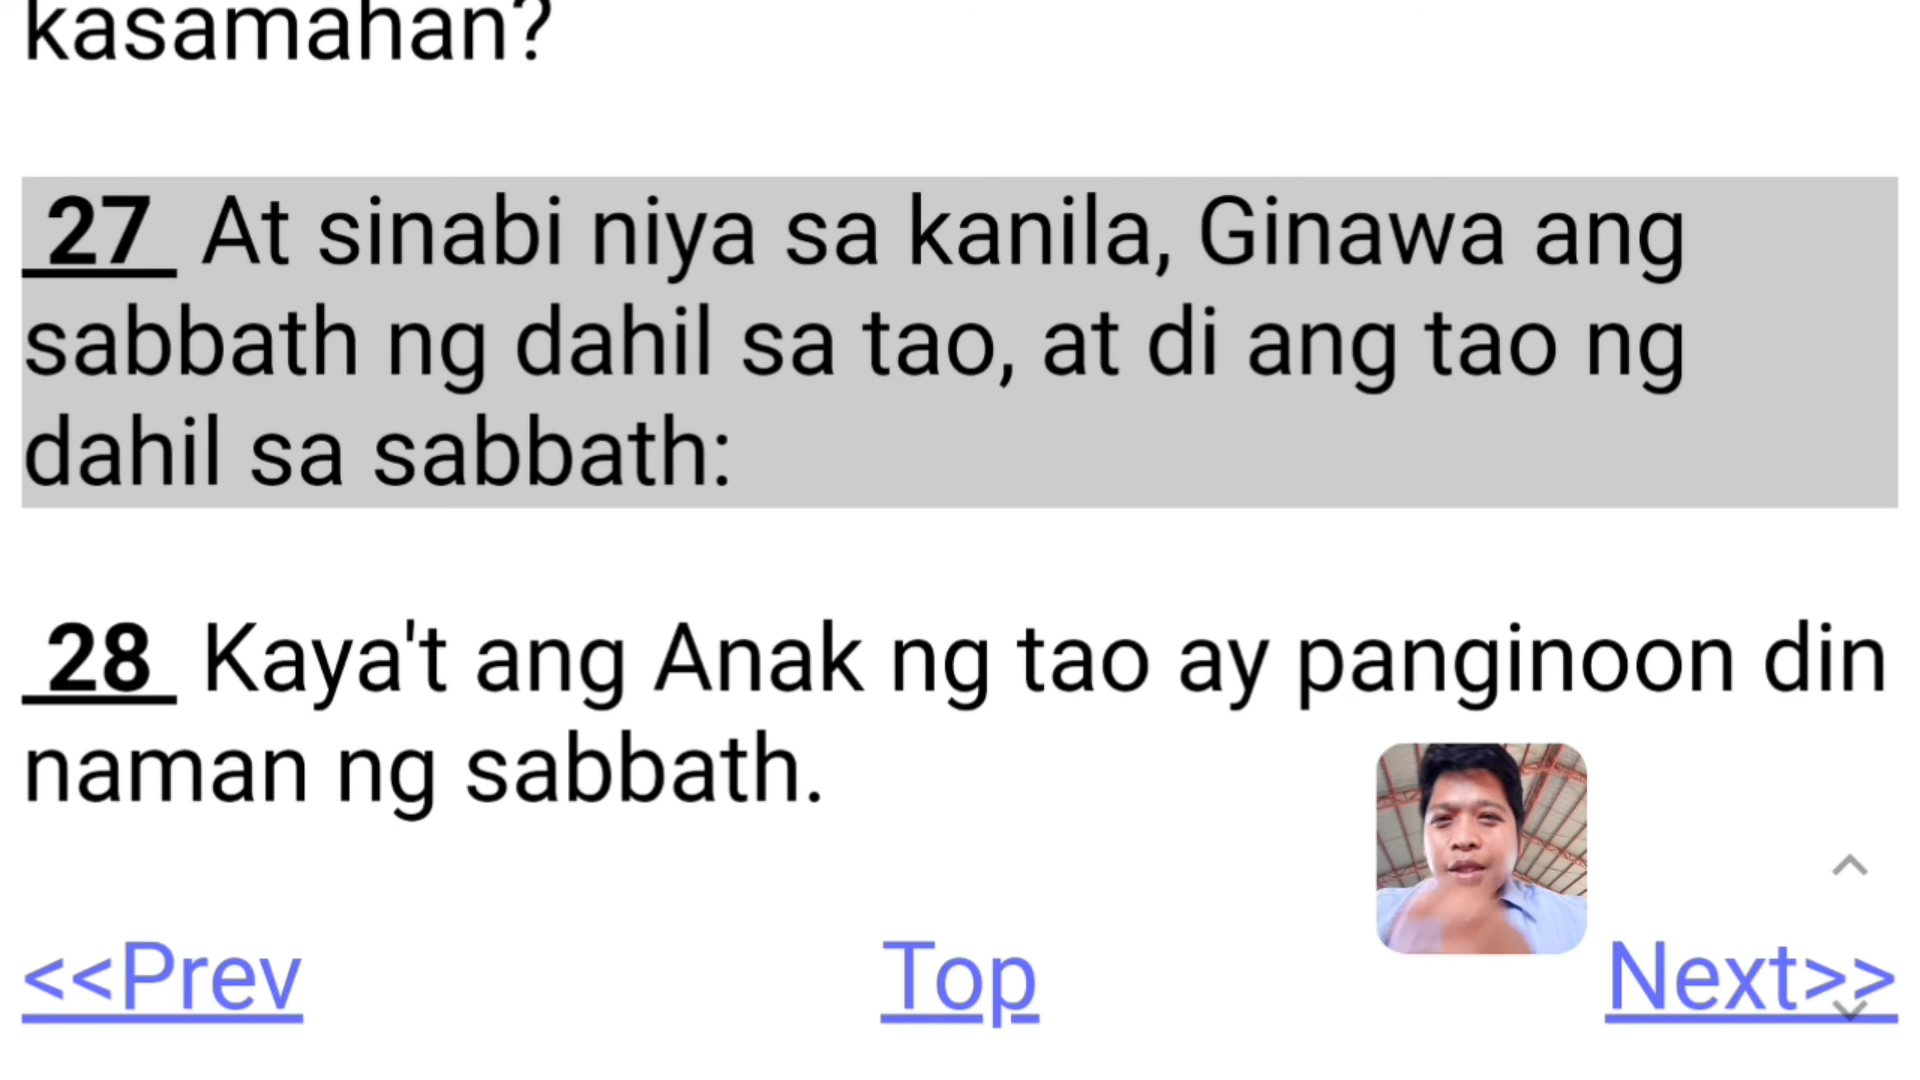 kasamahan?
27 At sinabi niya sa kanila, Ginawa ang
sabbath ng dahil sa tao, at di ang tao ng
dahil sa sabbath:
28 Kaya't ang Anak ng tao ay panginoon din
naman ng sabbath.
<<Prev
Top
Next>>